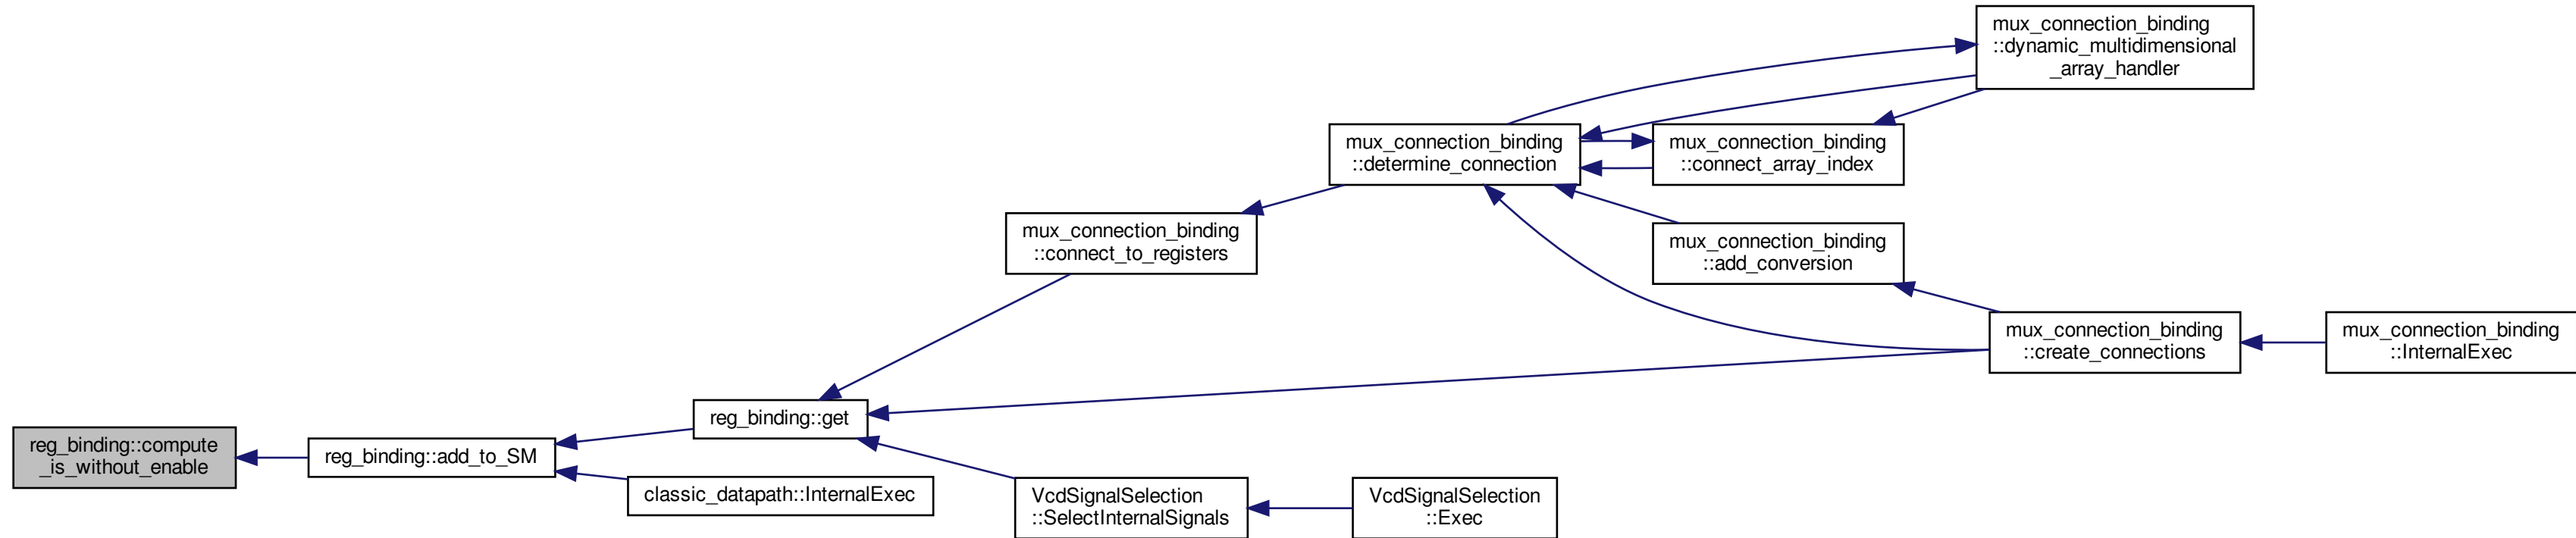 mux_connection_binding
::dynamic_multidimensional
_array_handler
mux_connection_binding
::determine_connection
mux_connection_binding
::connect_array_index
mux_connection_binding
::connect_to_registers
mux_connection_binding
::add_conversion
mux_connection_binding
::create_connections
mux_connection_binding
::InternalExec
reg_binding::get
reg_binding::compute
_is_without_enable
reg_binding::add_to_SM
classic_datapath::InternalExec
VcdSignalSelection
::SelectInternalSignals
VcdSignalSelection
::Exec